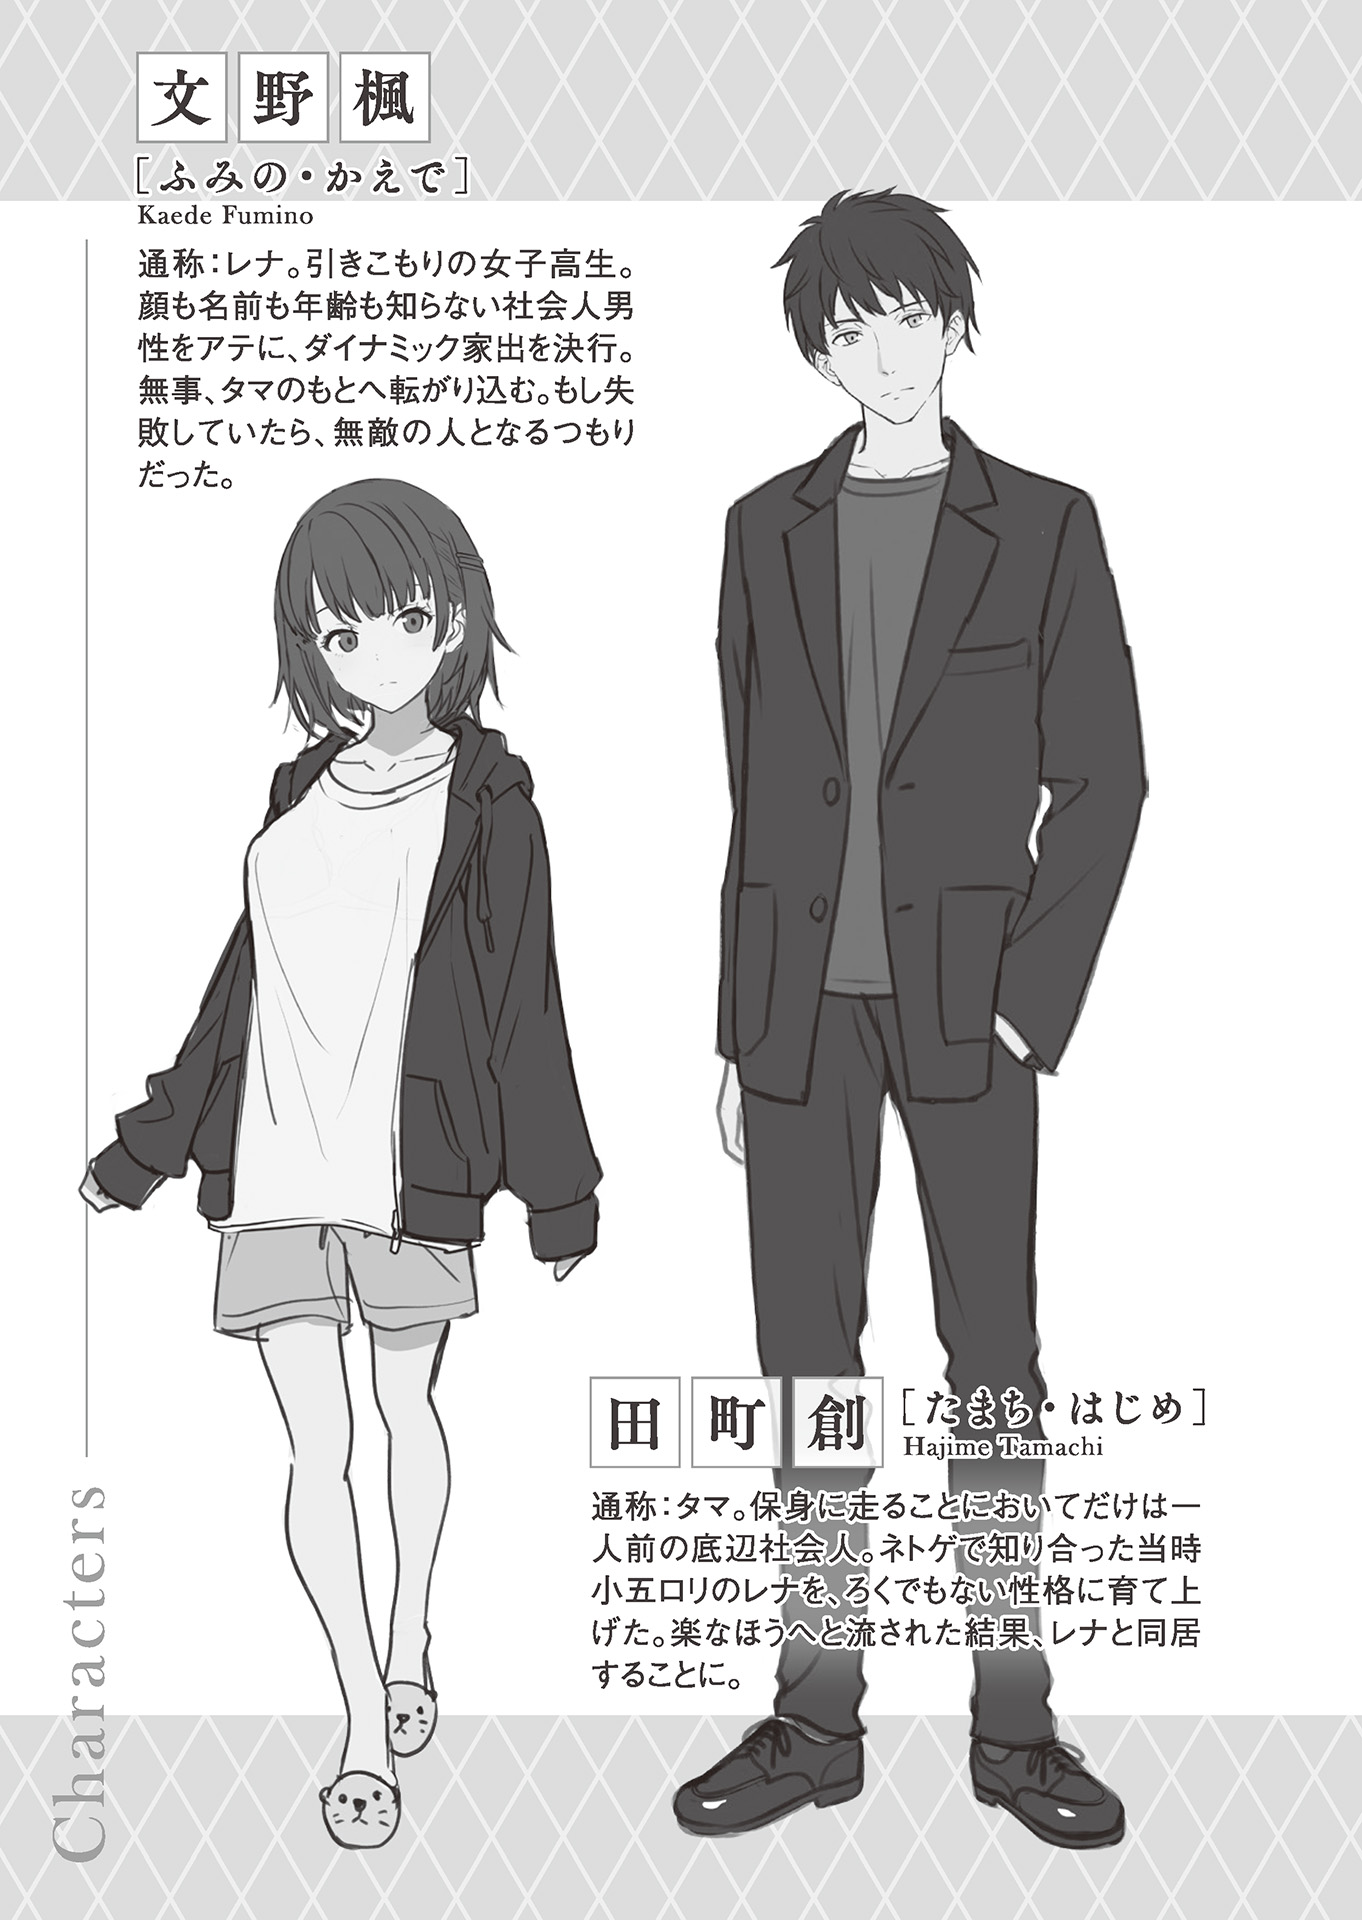 文野楓
［ふみの・かえで］
Kaede Fumino
通称：レナ。引きこもりの女子高生。
顔も名前も年齢も知らない社会人男
性をアテに、ダイナミック家出を決行。
無事、タマのもとへ転がり込む。もし失
敗していたら、無敵の人となるつもり
だった。
田町創
［たまち・はじめ］
Hajime Tamachi
通称：タマ。保身に走ることにおいてだけは一
人前の底辺社会人。ネトゲで知り合った当時
小五ロリのレナを、ろくでもない性格に育て上
げた。楽なほうへと流された結果、レナと同居
することに。
Characters